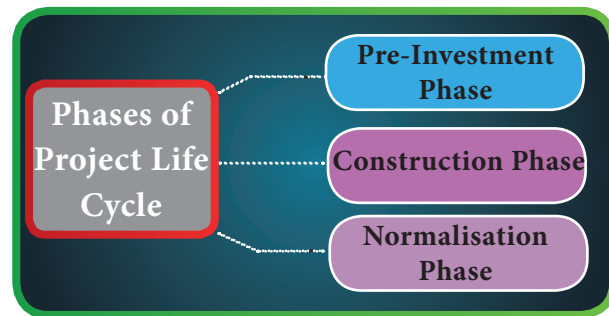 Phases of
Project Life
Cycle
Pre-Investment
Phase
Construction Phase
Normalisation
Phase